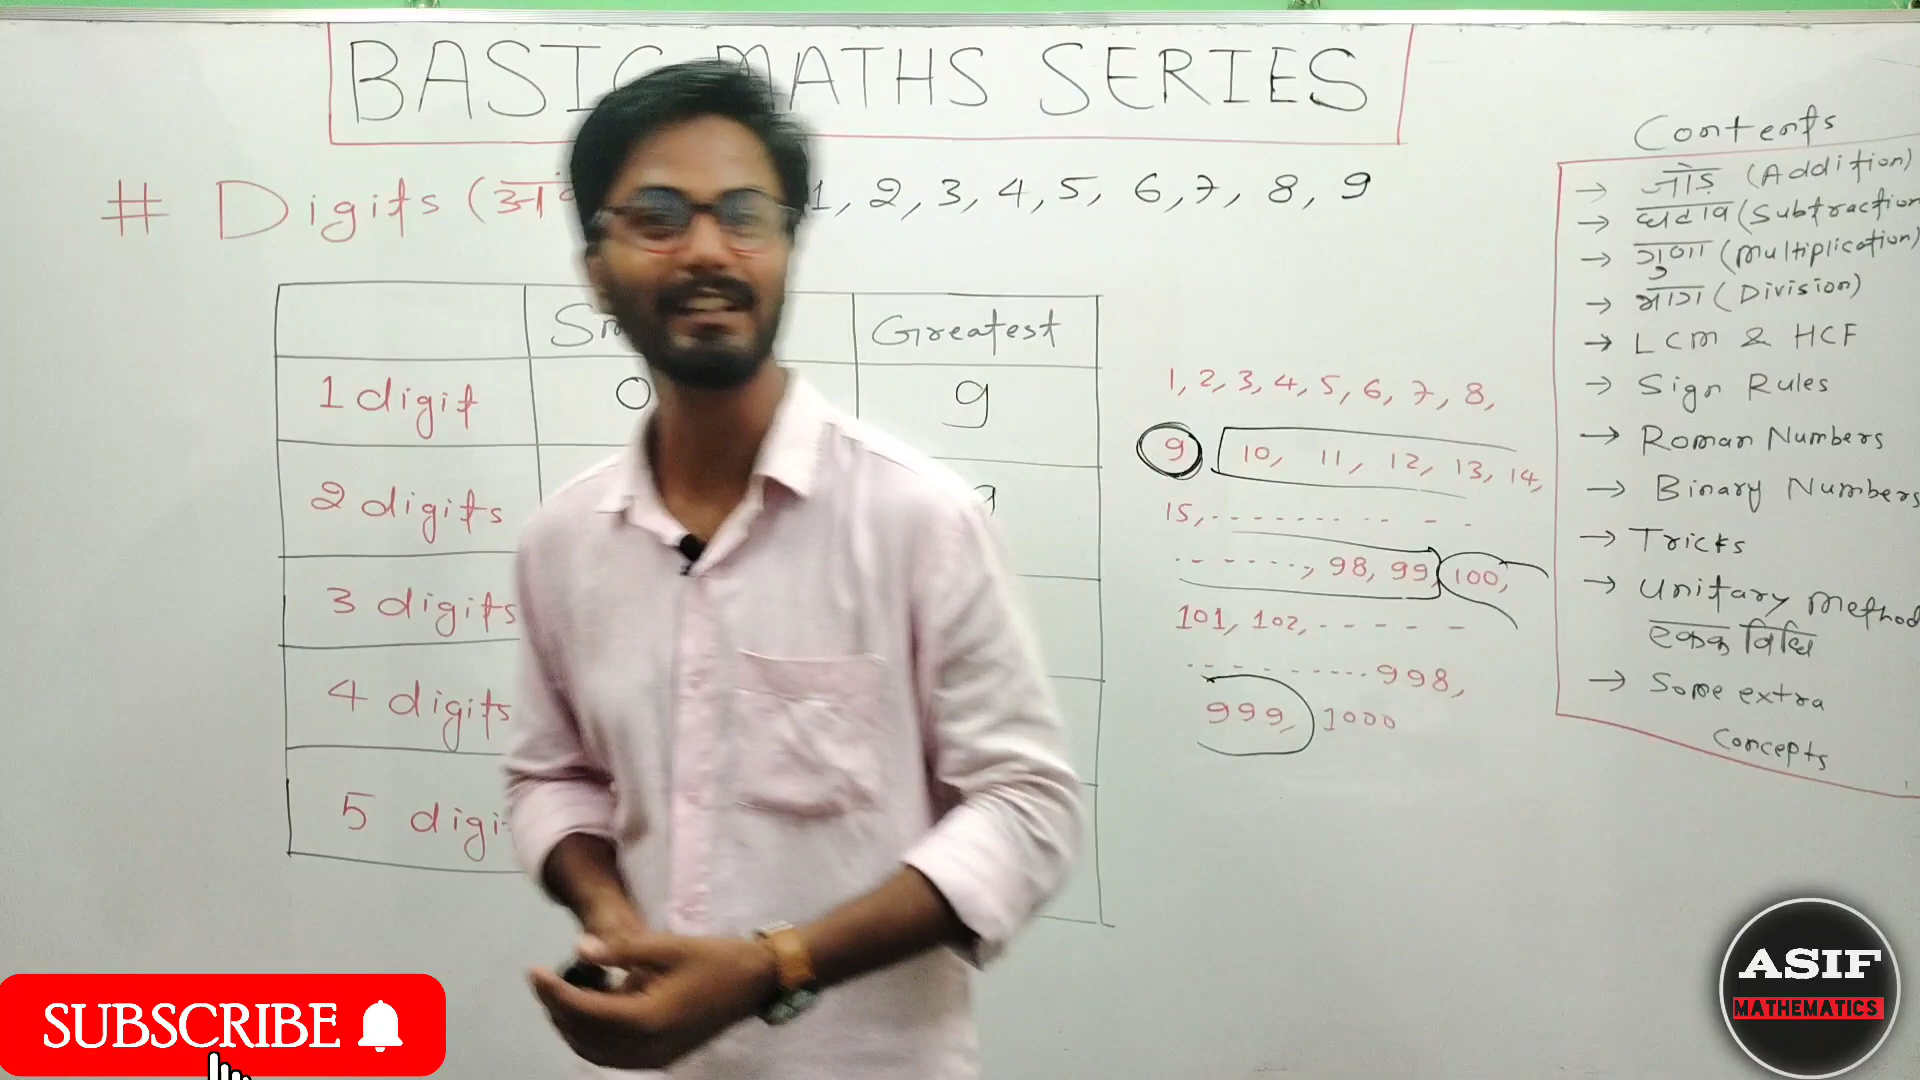 BASIC MATHS SERIES
# Digits ( 1, 2, 3, 4, 5, 6, 7, 8, 9
Greatest
1 digit 0 9
2 digits
3 digits
4 digits
5
1, 2, 3, 4, 5, 6, 7, 8,
9 10, 11, 12, 13, 14,
15, - - - - - - - - - -
- - - - - -, 98, 99, 100,
101, 102, - - - - -
- - - - - - - - - 998,
999, 1000
Contents
→ जोड़ (Addition)
→ घटाव (Subtraction
→ गुणा (Multiplication)
→ भाग (Division)
→ LCM & HCF
→ Sign Rules
→ Roman Numbers
→ Binary Numbers
→ Tricks
→ Unitary Method
एकक विधि
→ Some extra
Concepts
SUBSCRIBE
ASIF
MATHEMATICS